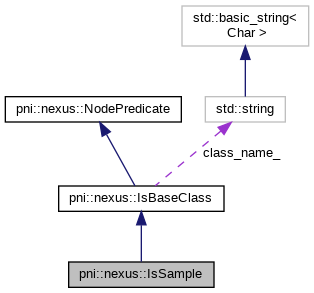 std::basic_string<
Char >
pni::nexus::NodePredicate
std::string
class_name_
pni::nexus::IsBaseClass
pni::nexus::IsSample